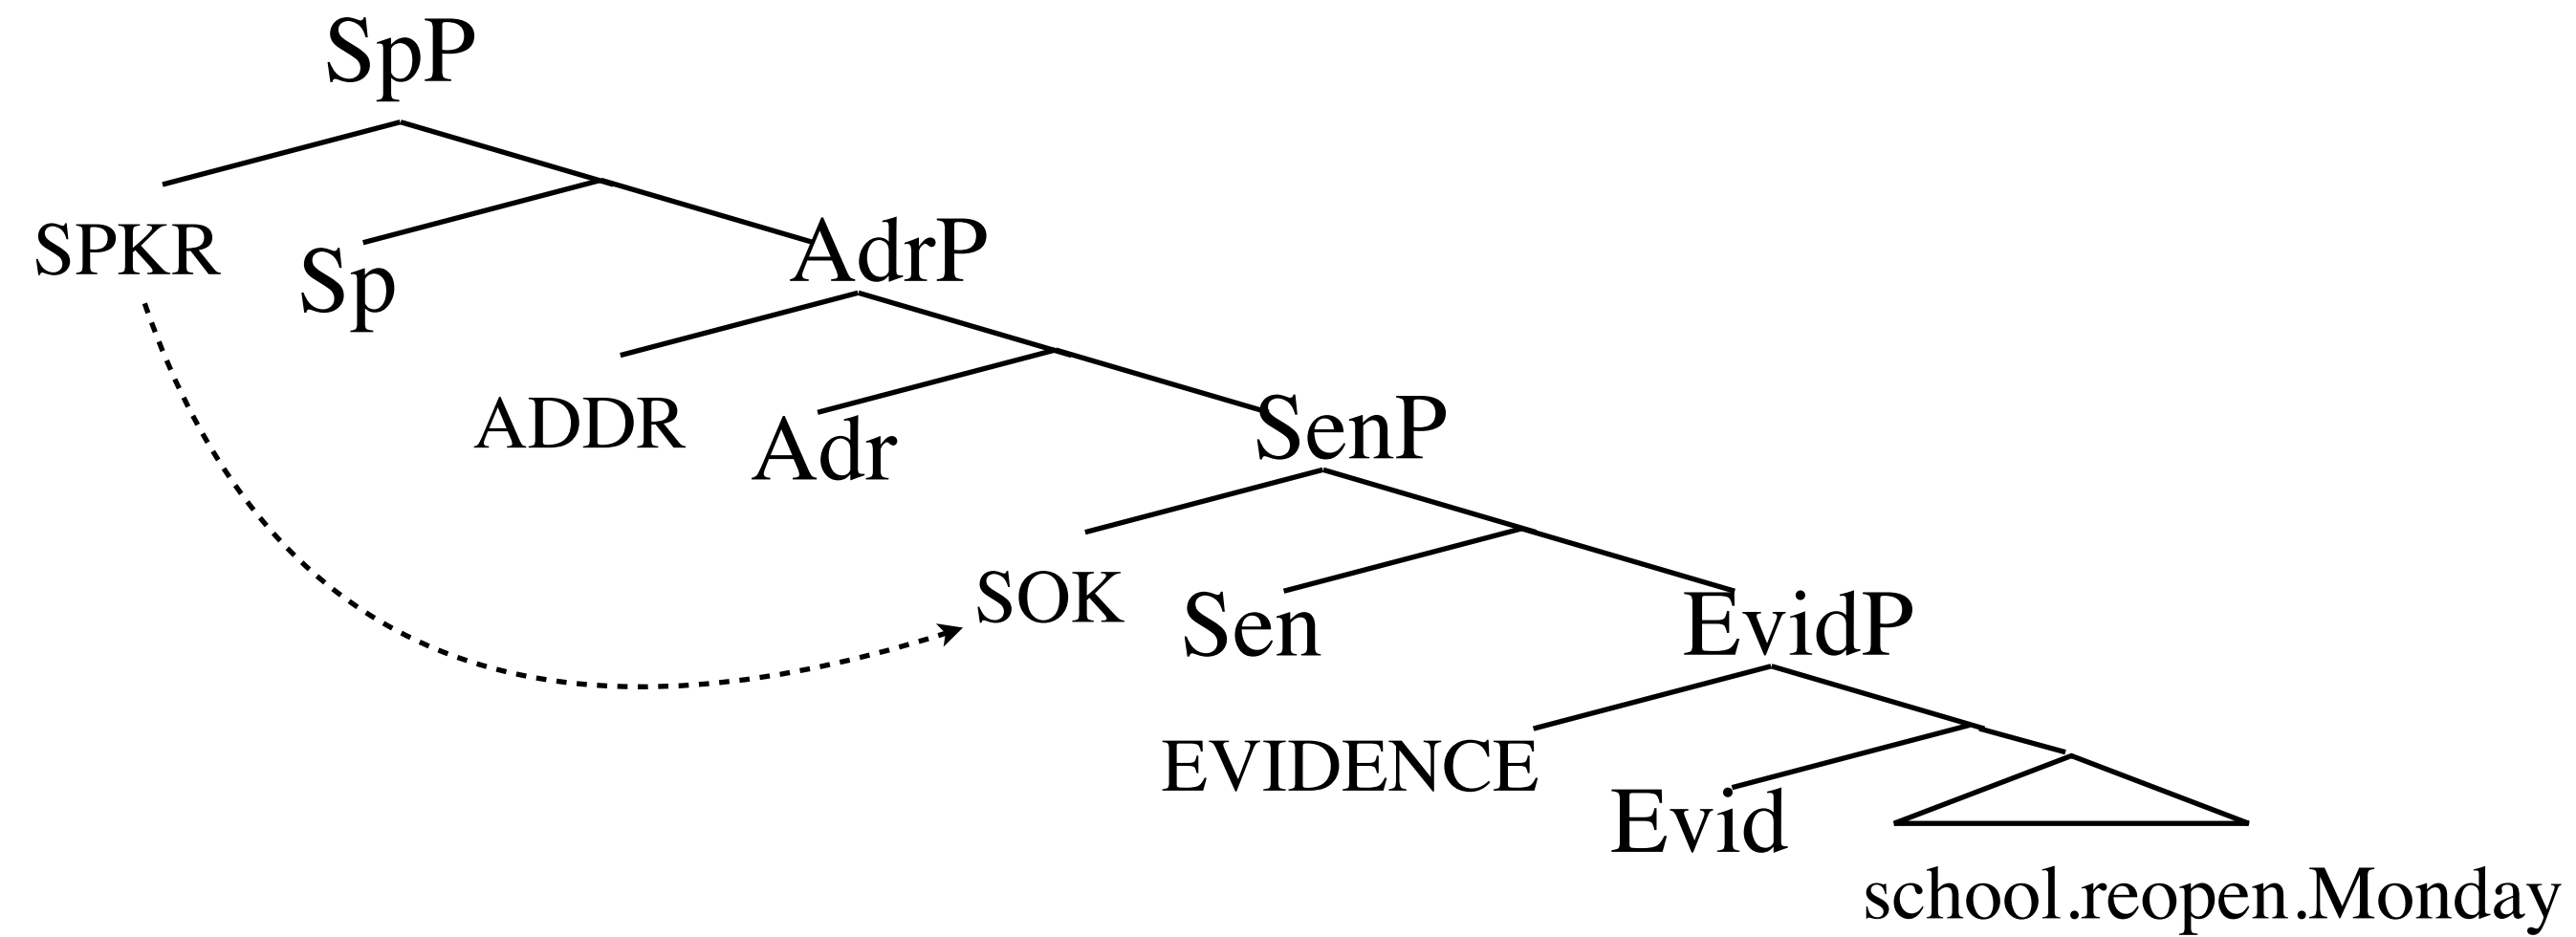 SpP
SPKR
Sp
AdrP
ADDR
Adr
SenP
SOK
Sen
EvidP
EVIDENCE
Evid
school.reopen.Monday